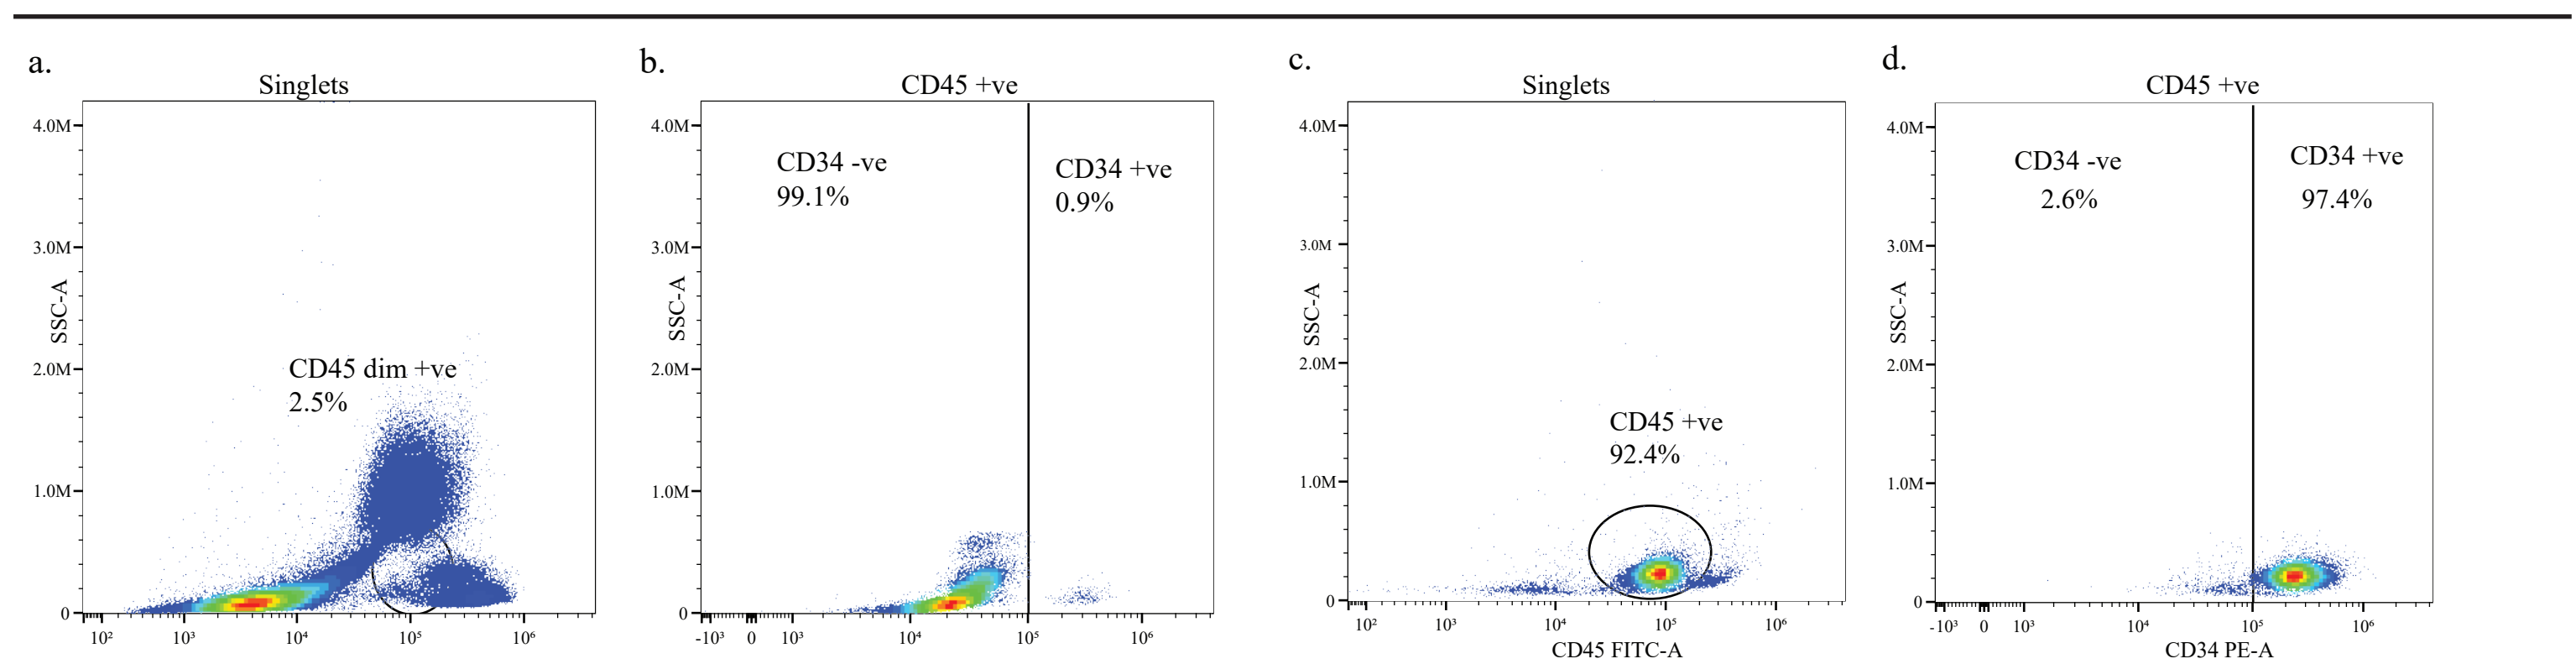 a.
Singlets
4.0M
3.0M
2.0M
1.0M
0
SSC-A
CD45 dim +ve
2.5%
10² 10³ 10⁴ 10⁵ 10⁶
b.
CD45 +ve
4.0M
3.0M
2.0M
1.0M
0
SSC-A
CD34 -ve
99.1%
CD34 +ve
0.9%
-10³ 0 10³ 10⁴ 10⁵ 10⁶
c.
Singlets
4.0M
3.0M
2.0M
1.0M
0
SSC-A
CD45 +ve
92.4%
10² 10³ 10⁴ 10⁵ 10⁶
CD45 FITC-A
d.
CD45 +ve
4.0M
3.0M
2.0M
1.0M
0
SSC-A
CD34 -ve
2.6%
CD34 +ve
97.4%
-10³ 0 10³ 10⁴ 10⁵ 10⁶
CD34 PE-A